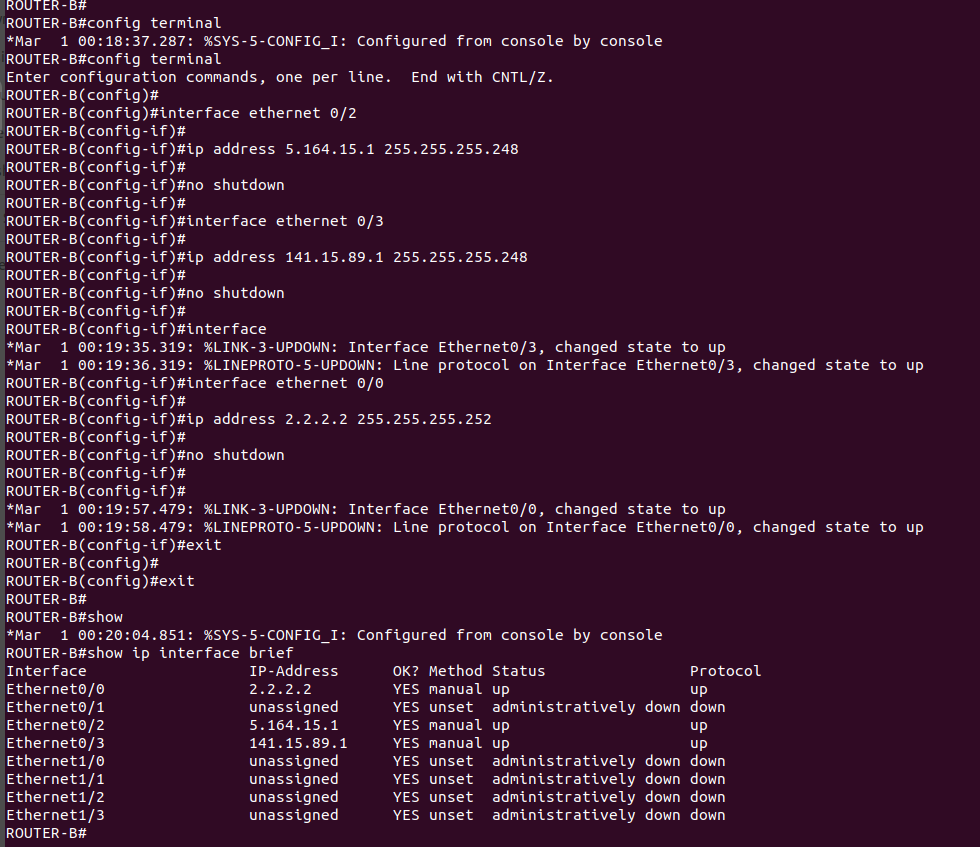 ROUTER-B#
ROUTER-B#config terminal
*Mar  1 00:18:37.287: %SYS-5-CONFIG_I: Configured from console by console
ROUTER-B#config terminal
Enter configuration commands, one per line.  End with CNTL/Z.
ROUTER-B(config)#
ROUTER-B(config)#interface ethernet 0/2
ROUTER-B(config-if)#
ROUTER-B(config-if)#ip address 5.164.15.1 255.255.255.248
ROUTER-B(config-if)#
ROUTER-B(config-if)#no shutdown
ROUTER-B(config-if)#
ROUTER-B(config-if)#interface ethernet 0/3
ROUTER-B(config-if)#
ROUTER-B(config-if)#ip address 141.15.89.1 255.255.255.248
ROUTER-B(config-if)#
ROUTER-B(config-if)#no shutdown
ROUTER-B(config-if)#
ROUTER-B(config-if)#interface
*Mar  1 00:19:35.319: %LINK-3-UPDOWN: Interface Ethernet0/3, changed state to up
*Mar  1 00:19:36.319: %LINEPROTO-5-UPDOWN: Line protocol on Interface Ethernet0/3, changed state to up
ROUTER-B(config-if)#interface ethernet 0/0
ROUTER-B(config-if)#
ROUTER-B(config-if)#ip address 2.2.2.2 255.255.255.252
ROUTER-B(config-if)#
ROUTER-B(config-if)#no shutdown
ROUTER-B(config-if)#
ROUTER-B(config-if)#
*Mar  1 00:19:57.479: %LINK-3-UPDOWN: Interface Ethernet0/0, changed state to up
*Mar  1 00:19:58.479: %LINEPROTO-5-UPDOWN: Line protocol on Interface Ethernet0/0, changed state to up
ROUTER-B(config-if)#exit
ROUTER-B(config)#
ROUTER-B(config)#exit
ROUTER-B#
ROUTER-B#show
*Mar  1 00:20:04.851: %SYS-5-CONFIG_I: Configured from console by console
ROUTER-B#show ip interface brief
Interface                  IP-Address      OK? Method Status                Protocol
Ethernet0/0                2.2.2.2         YES manual up                    up
Ethernet0/1                unassigned      YES unset  administratively down down
Ethernet0/2                5.164.15.1      YES manual up                    up
Ethernet0/3                141.15.89.1     YES manual up                    up
Ethernet1/0                unassigned      YES unset  administratively down down
Ethernet1/1                unassigned      YES unset  administratively down down
Ethernet1/2                unassigned      YES unset  administratively down down
Ethernet1/3                unassigned      YES unset  administratively down down
ROUTER-B#